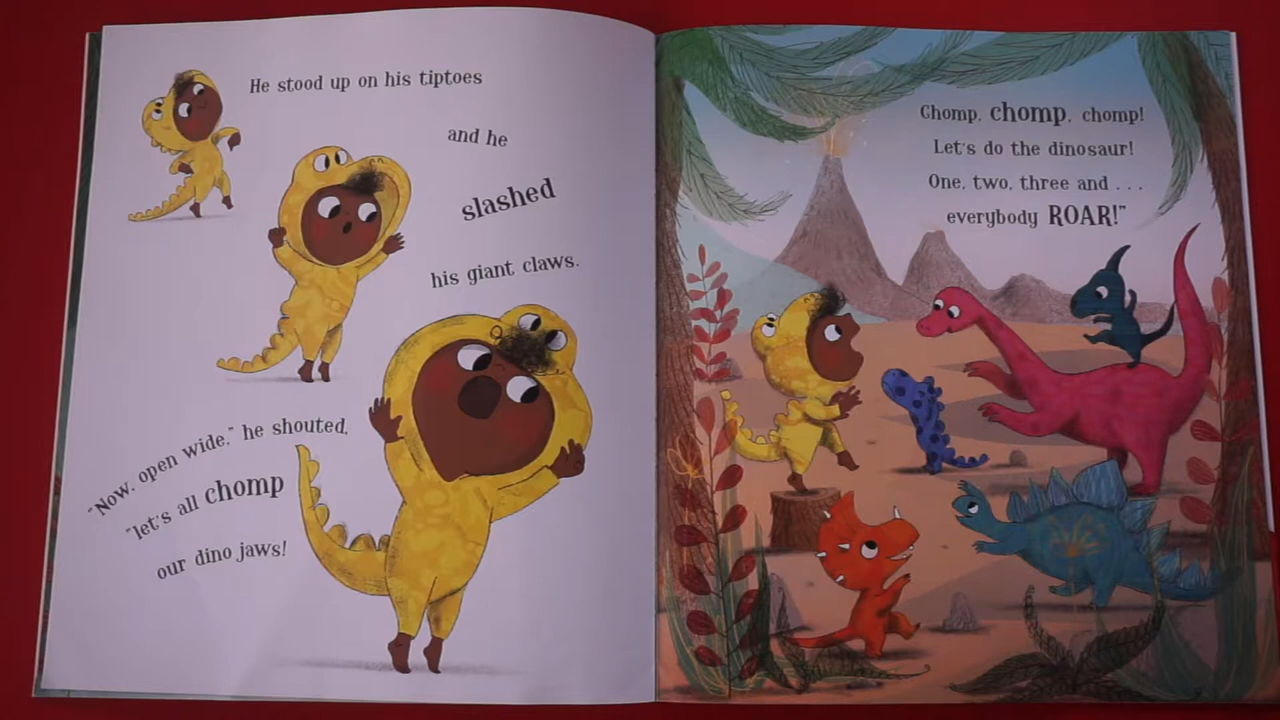 He stood up on his tiptoes
and he
slashed
his giant claws.
"Now, open wide," he shouted,
"let's all chomp
our dino jaws!
Chomp, chomp, chomp!
Let's do the dinosaur!
One, two, three and . . .
everybody ROAR!"